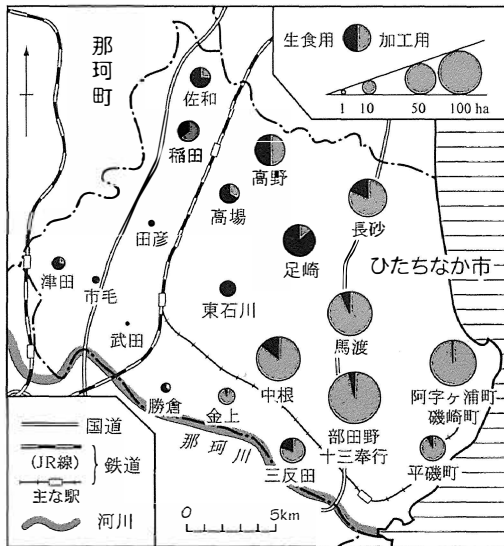 生食用 加工用
1 10 50 100 ha
那珂町
佐和
稲田
高野
高場
長砂
田彦
足崎
ひたちなか市
津田
市毛
東石川
武田
馬渡
中根
阿字ヶ浦町
磯崎町
勝倉
金上
部田野
十三奉行
那珂川
三反田
平磯町
国道
(JR線) 鉄道
主な駅
河川
0 5km